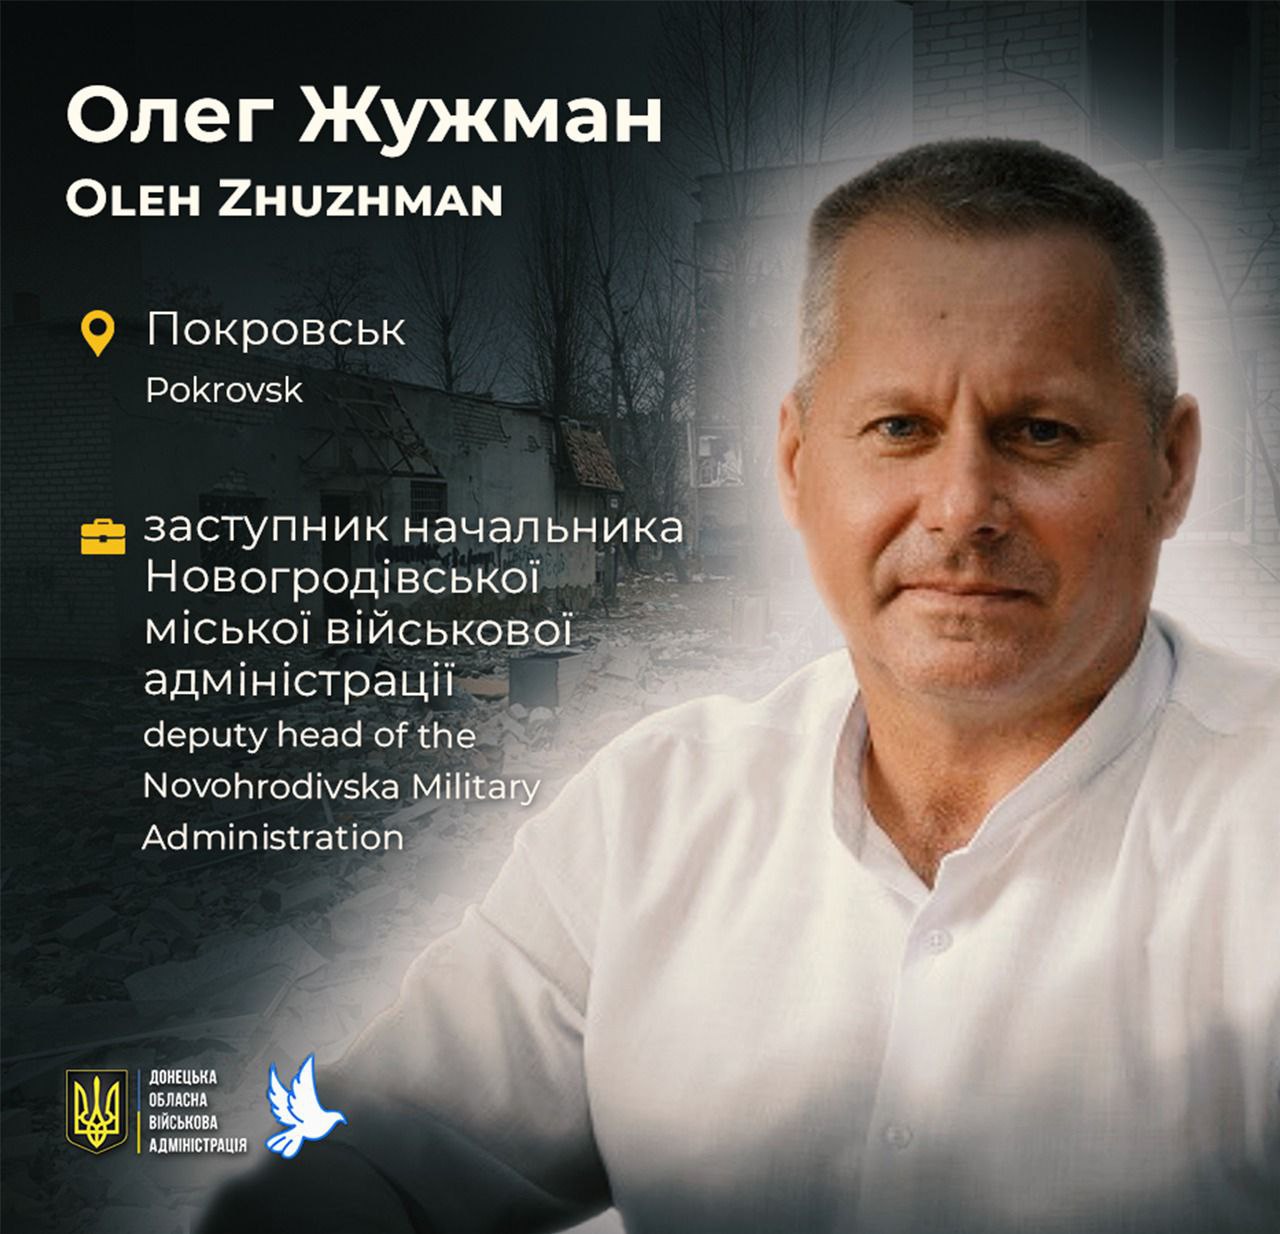 Олег Жужман
OLEH ZHUZHMAN
Покровськ
Pokrovsk
заступник начальника
Новогродівської
міської військової
адміністрації
deputy head of the
Novohrodivska Military
Administration
ДОНЕЦЬКА
ОБЛАСНА
ВІЙСЬКОВА
АДМІНІСТРАЦІЯ